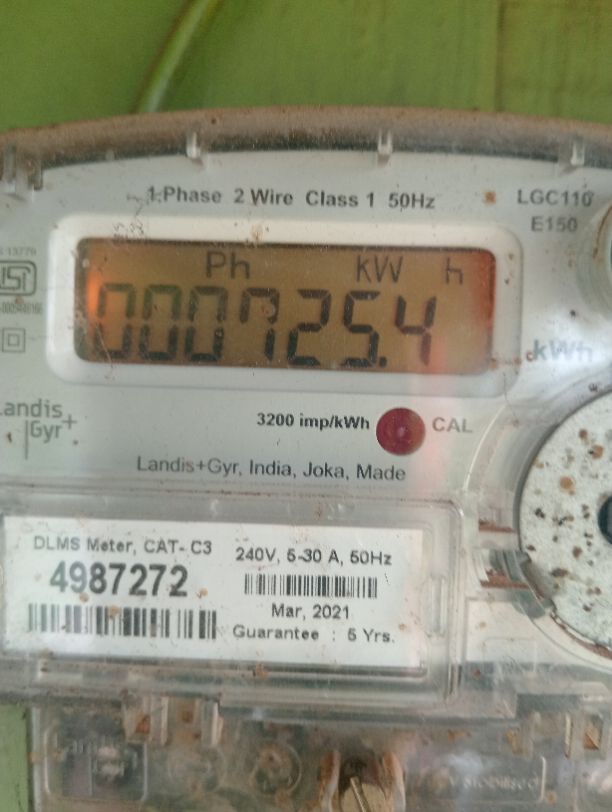 1 Phase 2 Wire Class 1 50Hz
LGC110
E150
Ph kW h
000725.4
kWh
Landis
Gyr+
3200 imp/kWh
CAL
Landis+Gyr, India, Joka, Made
DLMS Meter, CAT- C3
4987272
240V, 5-30 A, 50Hz
Mar, 2021
Guarantee : 5 Yrs.